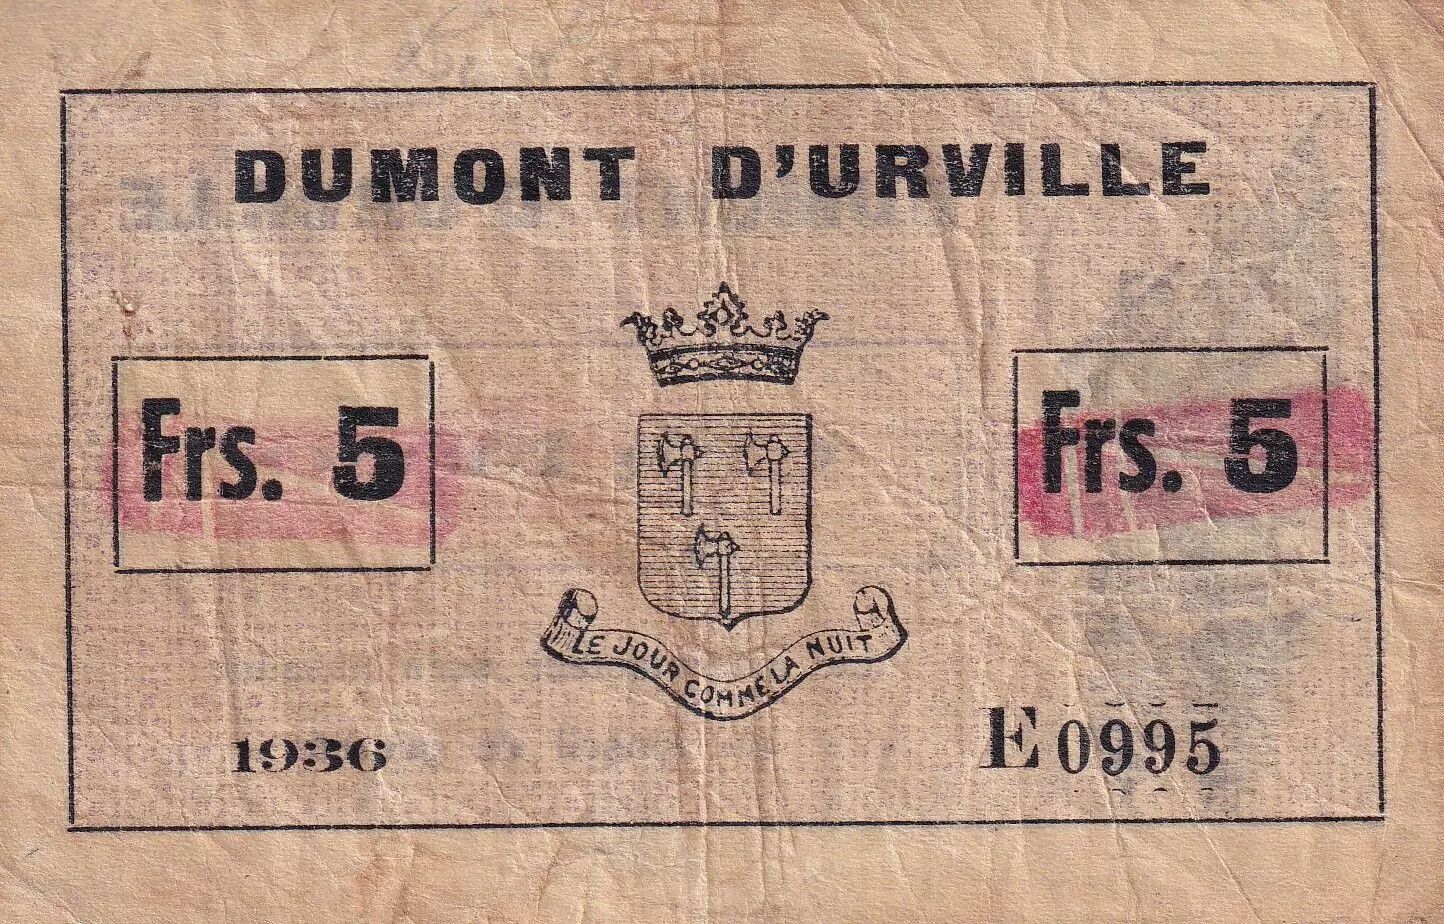 DUMONT D'URVILLE
Frs. 5
Frs. 5
LE JOUR COMME LA NUIT
1936
E 0995